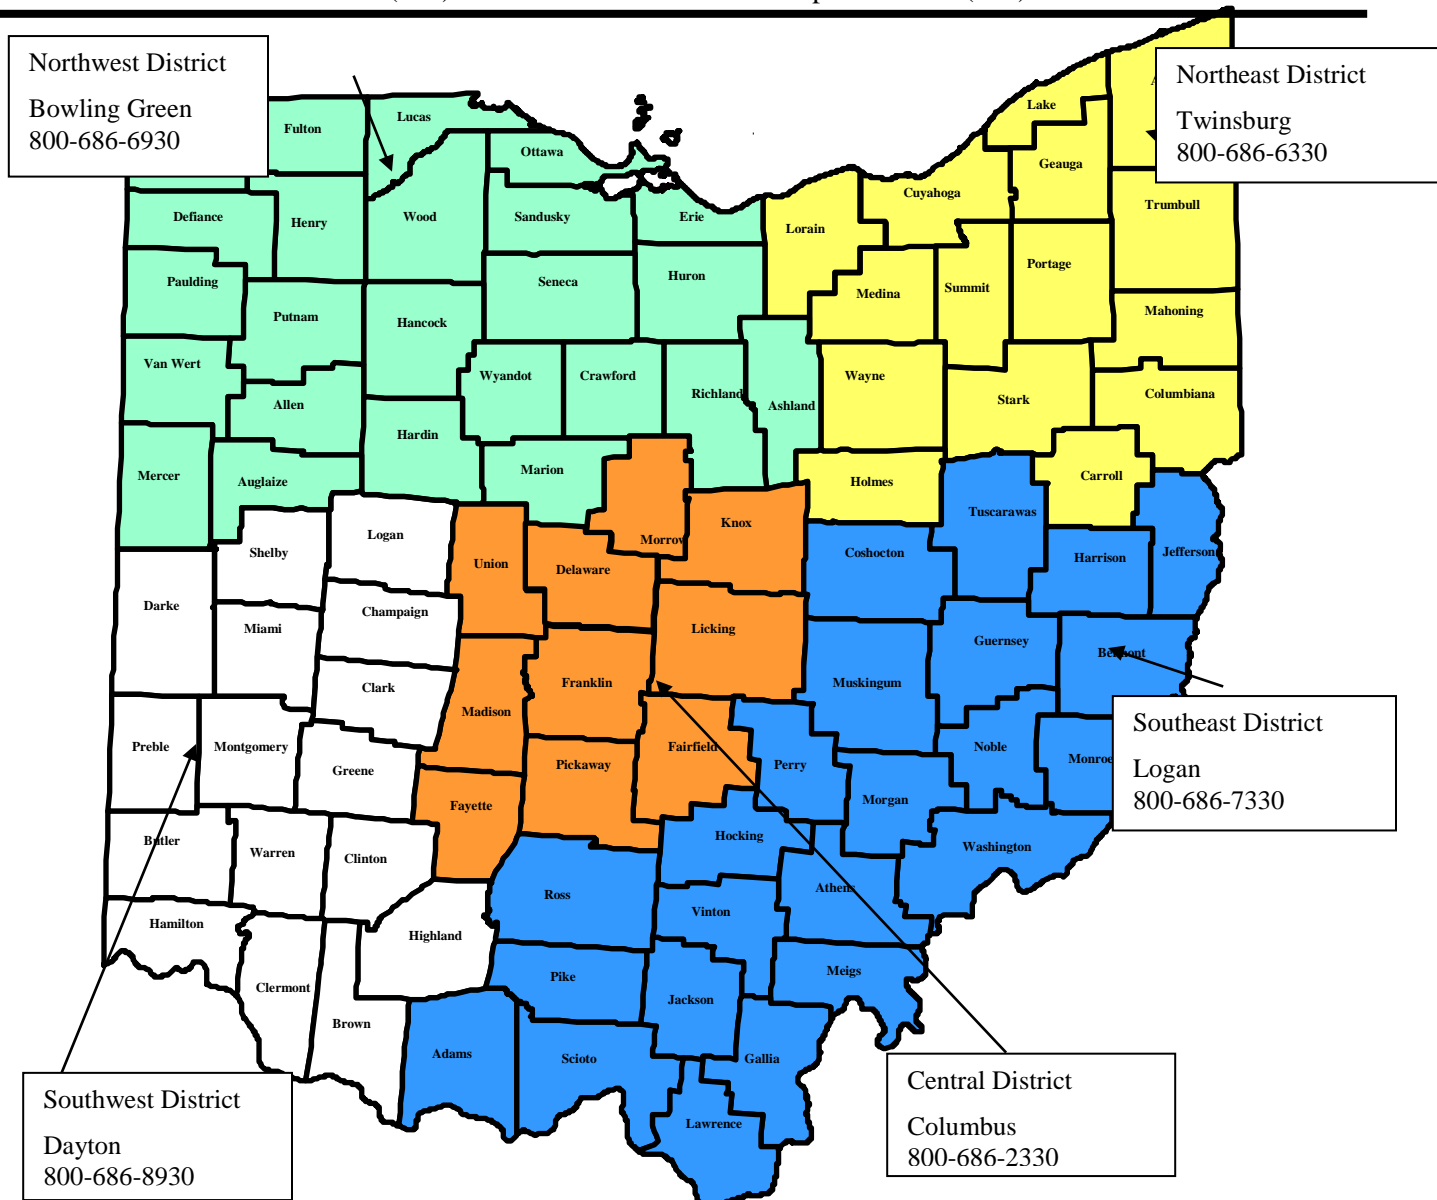 Northwest District
Bowling Green
800-686-6930
Northeast District
Twinsburg
800-686-6330
Lake
Lucas
Fulton
Ottawa
Geauga
Cuyahoga
Trumbull
Defiance
Henry
Wood
Sandusky
Erie
Lorain
Paulding
Seneca
Huron
Portage
Medina
Summit
Putnam
Hancock
Mahoning
Van Wert
Wyandot
Crawford
Wayne
Allen
Richland
Ashland
Stark
Columbiana
Hardin
Mercer
Auglaize
Marion
Holmes
Carroll
Knox
Tuscarawas
Logan
Shelby
Union
Delaware
Morrow
Coshocton
Harrison
Jefferson
Darke
Champaign
Miami
Licking
Guernsey
Belmont
Clark
Franklin
Muskingum
Madison
Preble
Montgomery
Fairfield
Noble
Monroe
Southeast District
Logan
800-686-7330
Greene
Pickaway
Perry
Fayette
Morgan
Butler
Warren
Clinton
Hocking
Washington
Ross
Athens
Hamilton
Highland
Vinton
Clermont
Pike
Jackson
Meigs
Brown
Adams
Scioto
Gallia
Lawrence
Southwest District
Dayton
800-686-8930
Central District
Columbus
800-686-2330